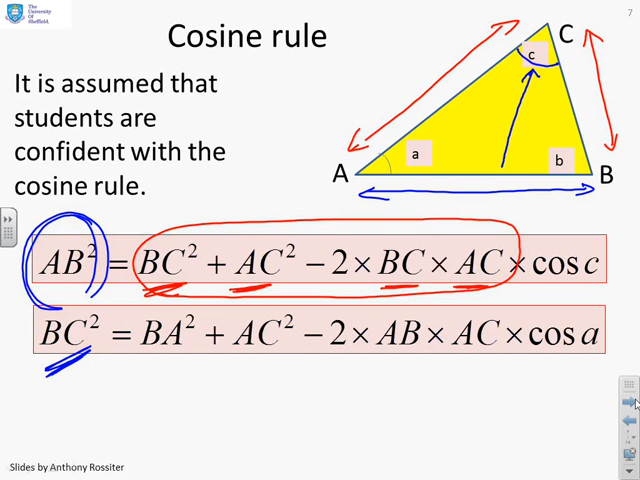 The
University
Of
Sheffield.
7
Cosine rule
It is assumed that
students are
confident with the
cosine rule.
C
c
a
b
A
B
AB² = BC² + AC² − 2 × BC × AC × cos c
BC² = BA² + AC² − 2 × AB × AC × cos a
Slides by Anthony Rossiter